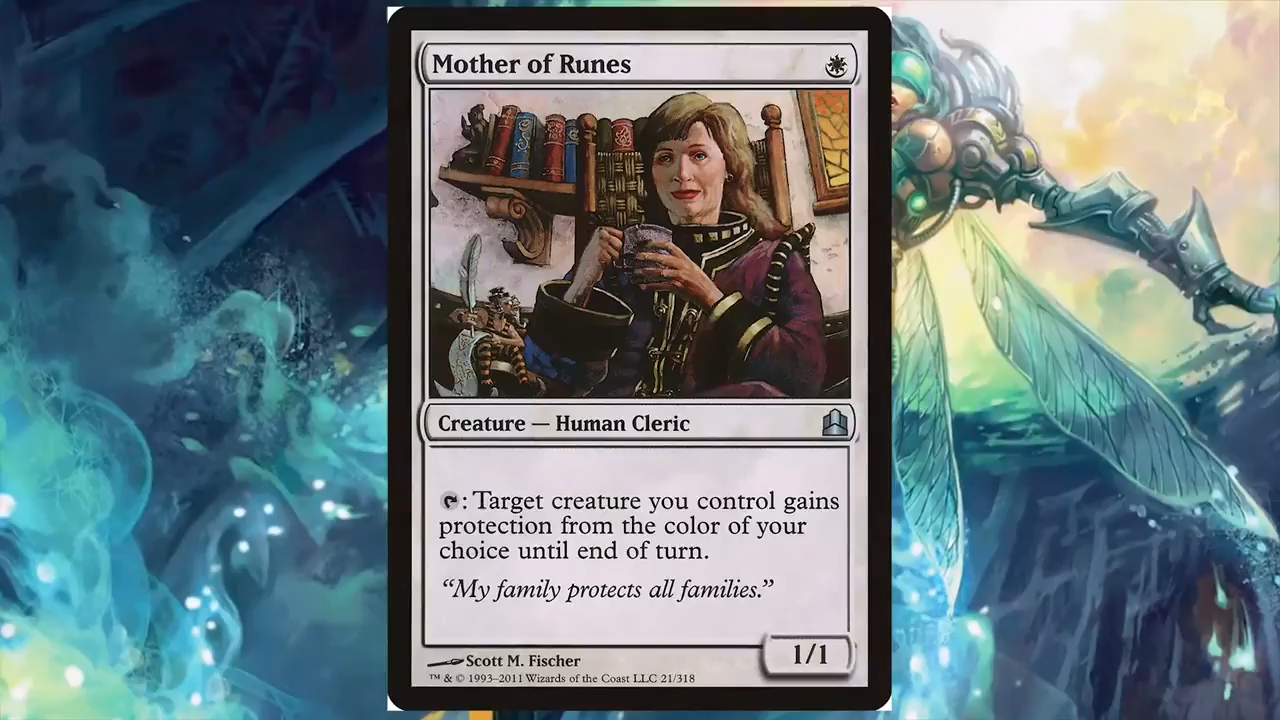 Mother of Runes
Creature — Human Cleric
: Target creature you control gains
protection from the color of your
choice until end of turn.
“My family protects all families.”
1/1
Scott M. Fischer
™ & © 1993–2011 Wizards of the Coast LLC 21/318